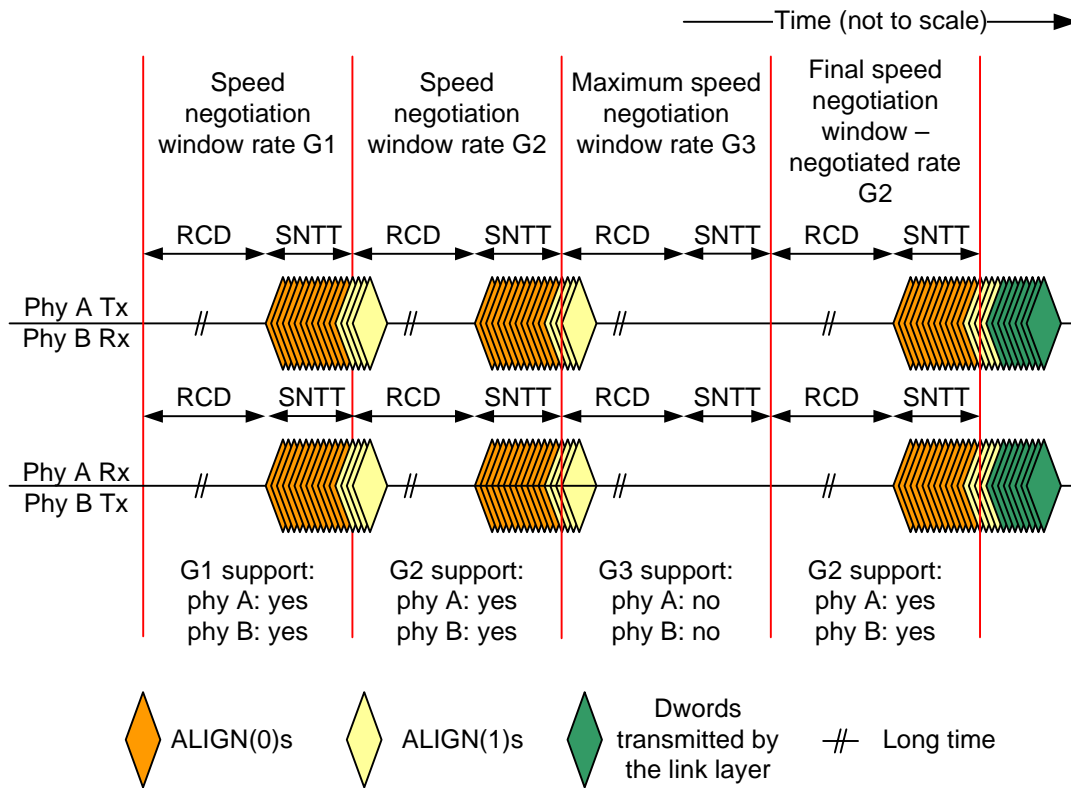 Time (not to scale)
Speed
negotiation
window rate G1
Speed
negotiation
window rate G2
Maximum speed
negotiation
window rate G3
Final speed
negotiation
window –
negotiated rate
G2
RCD SNTT RCD SNTT RCD SNTT RCD SNTT
Phy A Tx
Phy B Rx
RCD SNTT RCD SNTT RCD SNTT RCD SNTT
Phy A Rx
Phy B Tx
G1 support:
phy A: yes
phy B: yes
G2 support:
phy A: yes
phy B: yes
G3 support:
phy A: no
phy B: no
G2 support:
phy A: yes
phy B: yes
ALIGN(0)s
ALIGN(1)s
Dwords
transmitted by
the link layer
Long time